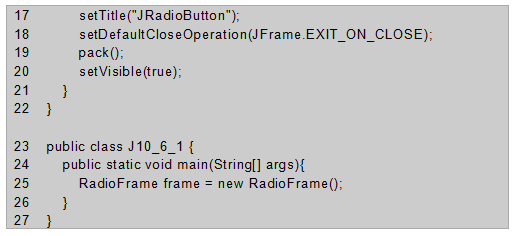 17 setTitle("JRadioButton");
18 setDefaultCloseOperation(JFrame.EXIT_ON_CLOSE);
19 pack();
20 setVisible(true);
21 }
22 }
23 public class J10_6_1 {
24 public static void main(String[] args){
25 RadioFrame frame = new RadioFrame();
26 }
27 }